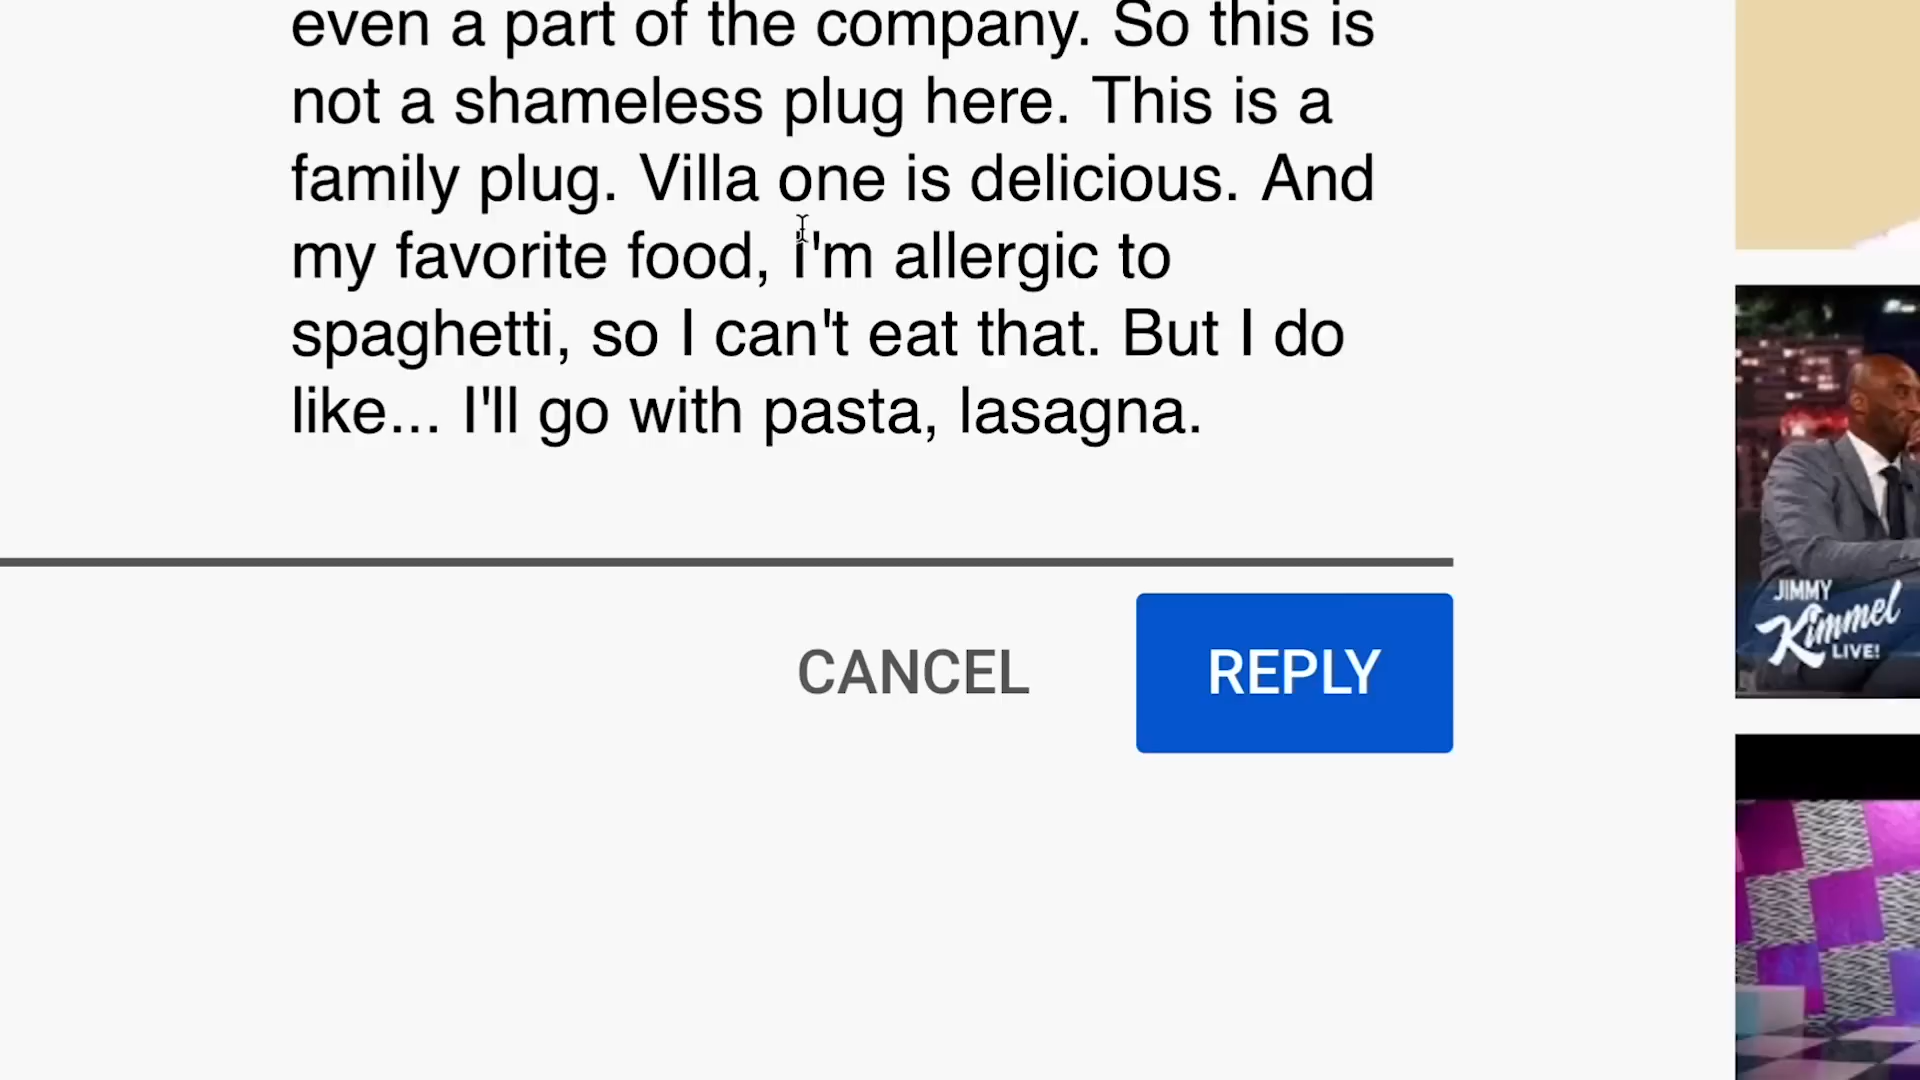 even a part of the company. So this is
not a shameless plug here. This is a
family plug. Villa one is delicious. And
my favorite food, i'm allergic to
spaghetti, so I can't eat that. But I do
like... I'll go with pasta, lasagna.
CANCEL
REPLY
JIMMY
Kimmel
LIVE!